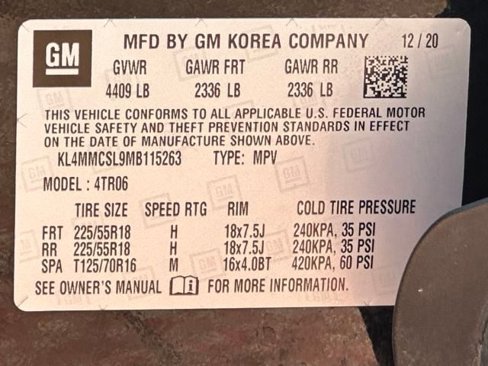 GM MFD BY GM KOREA COMPANY 12/20
GVWR GAWR FRT GAWR RR
4409 LB 2336 LB 2336 LB
THIS VEHICLE CONFORMS TO ALL APPLICABLE U.S. FEDERAL MOTOR
VEHICLE SAFETY AND THEFT PREVENTION STANDARDS IN EFFECT
ON THE DATE OF MANUFACTURE SHOWN ABOVE.
KL4MMCSL9MB115263 TYPE: MPV
MODEL : 4TR06
TIRE SIZE SPEED RTG RIM COLD TIRE PRESSURE
FRT 225/55R18 H 18x7.5J 240KPA, 35 PSI
RR 225/55R18 H 18x7.5J 240KPA, 35 PSI
SPA T125/70R16 M 16x4.0BT 420KPA, 60 PSI
SEE OWNER'S MANUAL FOR MORE INFORMATION.